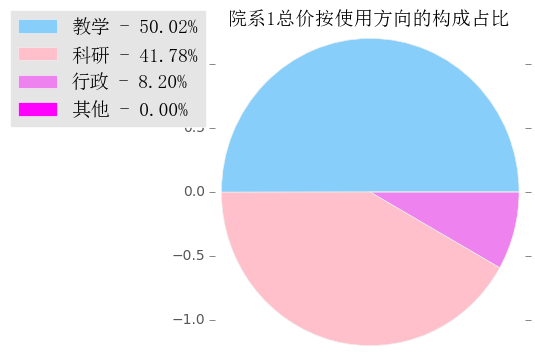 院系1总价按使用方向的构成占比
教学 - 50.02%
科研 - 41.78%
行政 - 8.20%
其他 - 0.00%
0.0
−0.5
−1.0